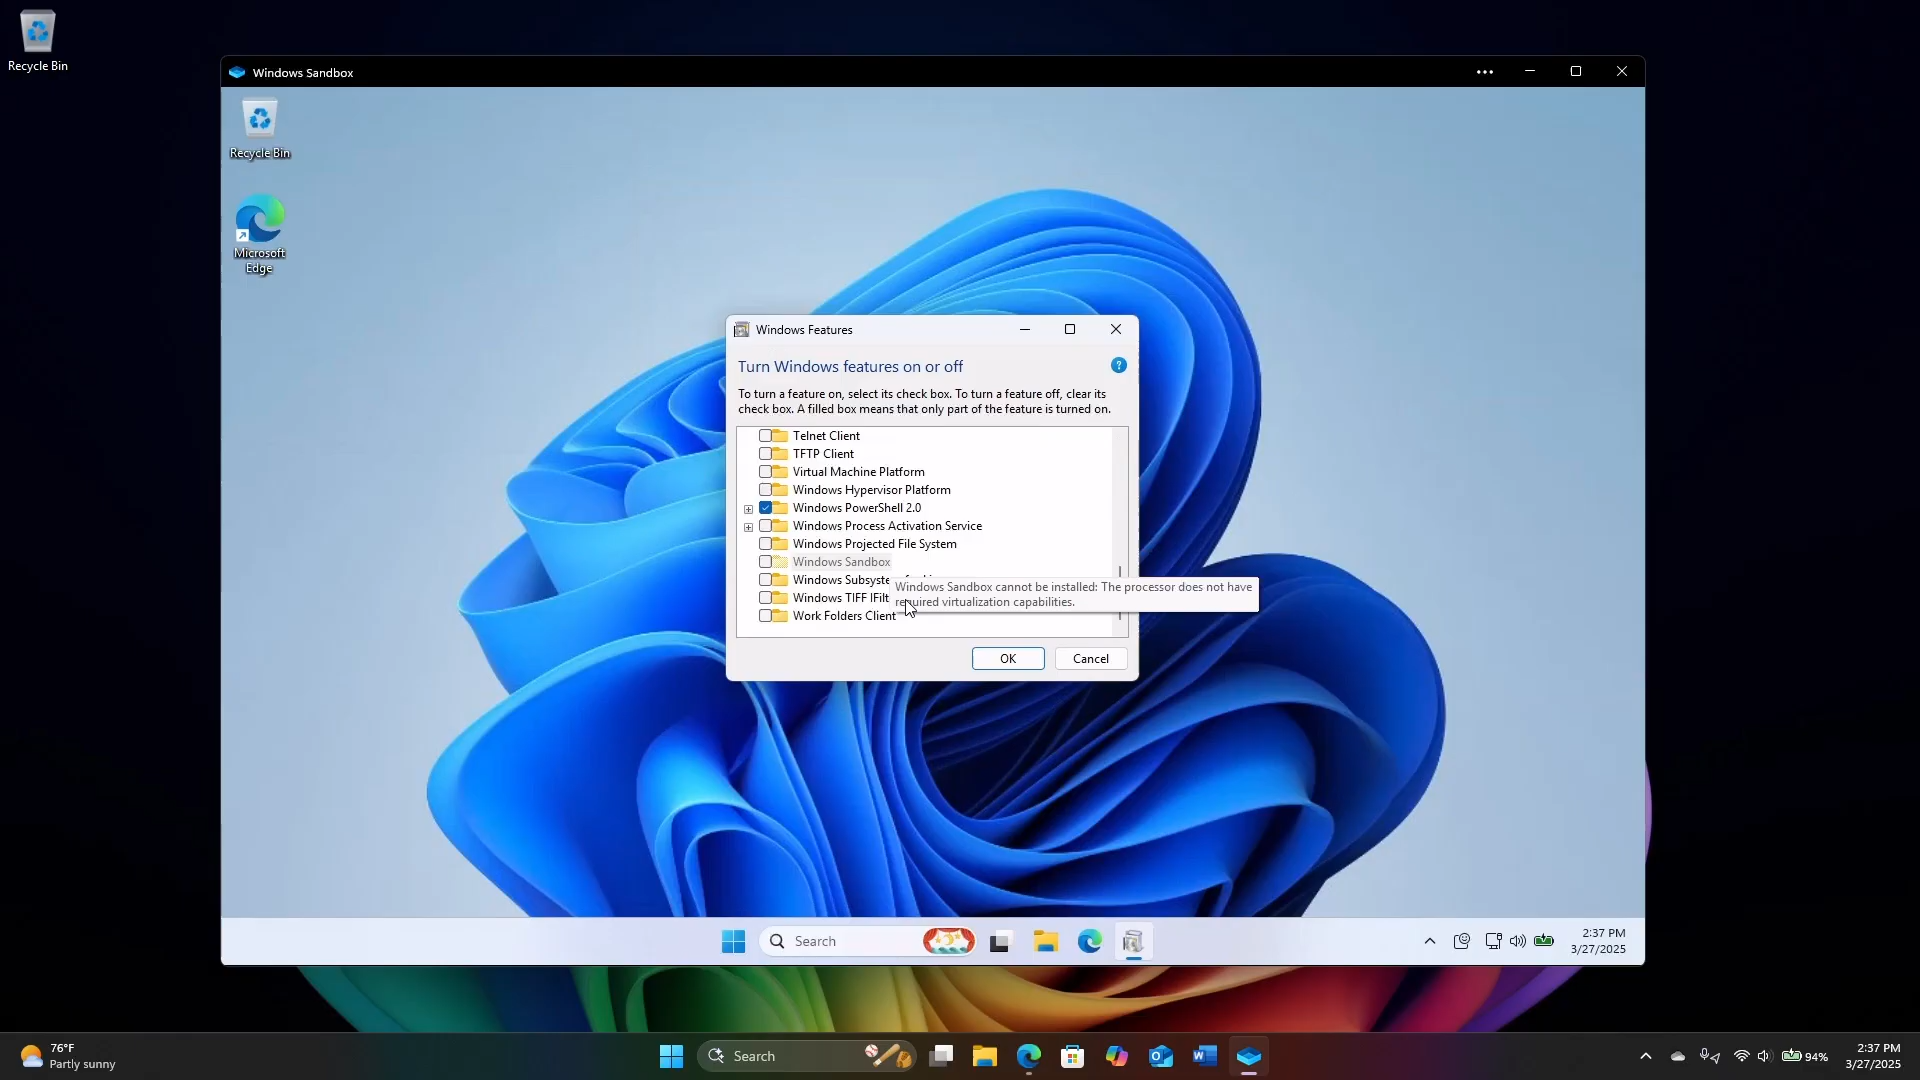 Recycle Bin
Windows Sandbox
Recycle Bin
Microsoft
Edge
Windows Features
Turn Windows features on or off
?
To turn a feature on, select its check box. To turn a feature off, clear its
check box. A filled box means that only part of the feature is turned on.
Telnet Client
TFTP Client
Virtual Machine Platform
Windows Hypervisor Platform
Windows PowerShell 2.0
Windows Process Activation Service
Windows Projected File System
Windows Sandbox
Windows
Windows Sandbox cannot be installed: The processor does not have
required virtualization capabilities.
Windows TIFF
Work Folders Client
OK
Cancel
Search
2:37 PM
3/27/2025
76°F
Partly sunny
Search
94%
2:37 PM
3/27/2025